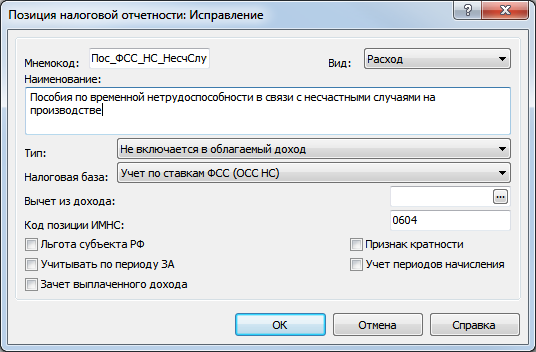 Позиция налоговой отчетности: Исправление
Мнемокод: Пос_ФСС_НС_НесчСлу Вид: Расход
Наименование:
Пособия по временной нетрудоспособности в связи с несчастными случаями на
производстве
Тип: Не включается в облагаемый доход
Налоговая база: Учет по ставкам ФСС (ОСС НС)
Вычет из дохода: ...
Код позиции ИМНС: 0604
Льгота субъекта РФ Признак кратности
Учитывать по периоду ЗА Учет периодов начисления
Зачет выплаченного дохода
ОК Отмена Справка